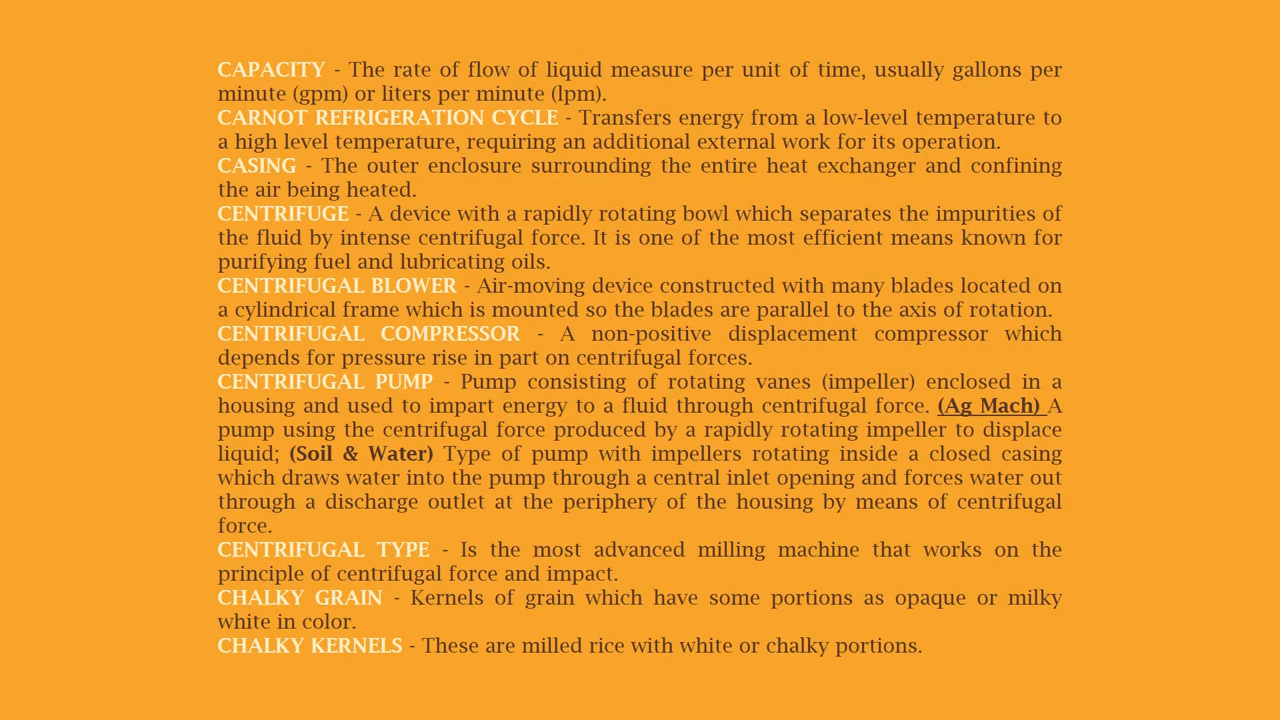 CAPACITY - The rate of flow of liquid measure per unit of time, usually gallons per
minute (gpm) or liters per minute (lpm).
CARNOT REFRIGERATION CYCLE - Transfers energy from a low-level temperature to
a high level temperature, requiring an additional external work for its operation.
CASING - The outer enclosure surrounding the entire heat exchanger and confining
the air being heated.
CENTRIFUGE - A device with a rapidly rotating bowl which separates the impurities of
the fluid by intense centrifugal force. It is one of the most efficient means known for
purifying fuel and lubricating oils.
CENTRIFUGAL BLOWER - Air-moving device constructed with many blades located on
a cylindrical frame which is mounted so the blades are parallel to the axis of rotation.
CENTRIFUGAL COMPRESSOR - A non-positive displacement compressor which
depends for pressure rise in part on centrifugal forces.
CENTRIFUGAL PUMP - Pump consisting of rotating vanes (impeller) enclosed in a
housing and used to impart energy to a fluid through centrifugal force. (Ag Mach) A
pump using the centrifugal force produced by a rapidly rotating impeller to displace
liquid; (Soil & Water) Type of pump with impellers rotating inside a closed casing
which draws water into the pump through a central inlet opening and forces water out
through a discharge outlet at the periphery of the housing by means of centrifugal
force.
CENTRIFUGAL TYPE - Is the most advanced milling machine that works on the
principle of centrifugal force and impact.
CHALKY GRAIN - Kernels of grain which have some portions as opaque or milky
white in color.
CHALKY KERNELS - These are milled rice with white or chalky portions.